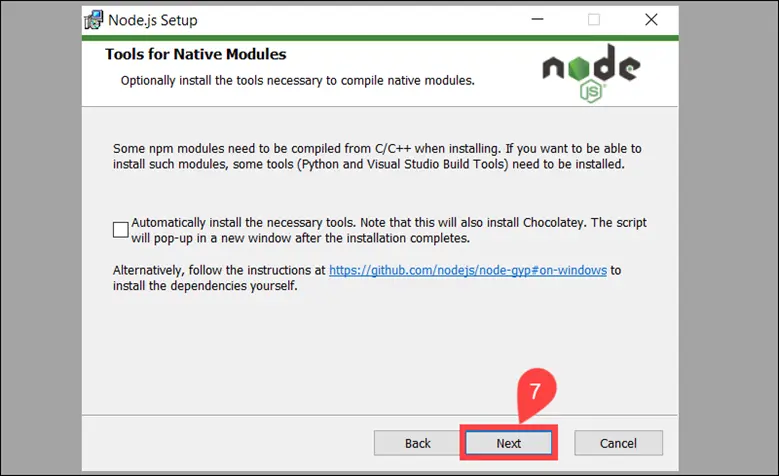 Node.js Setup
Tools for Native Modules
Optionally install the tools necessary to compile native modules.
node
JS
Some npm modules need to be compiled from C/C++ when installing. If you want to be able to
install such modules, some tools (Python and Visual Studio Build Tools) need to be installed.
Automatically install the necessary tools. Note that this will also install Chocolatey. The script
will pop-up in a new window after the installation completes.
Alternatively, follow the instructions at https://github.com/nodejs/node-gyp#on-windows to
install the dependencies yourself.
7
Back Next Cancel